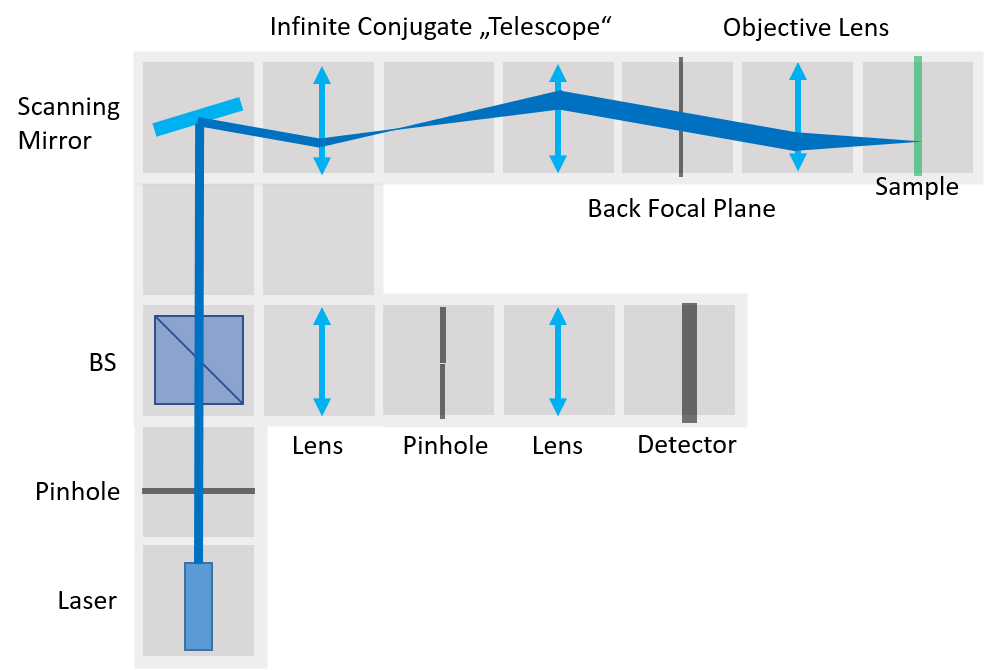 Infinite Conjugate „Telescope“
Objective Lens
Scanning
Mirror
Sample
Back Focal Plane
BS
Lens
Pinhole
Lens
Detector
Pinhole
Laser